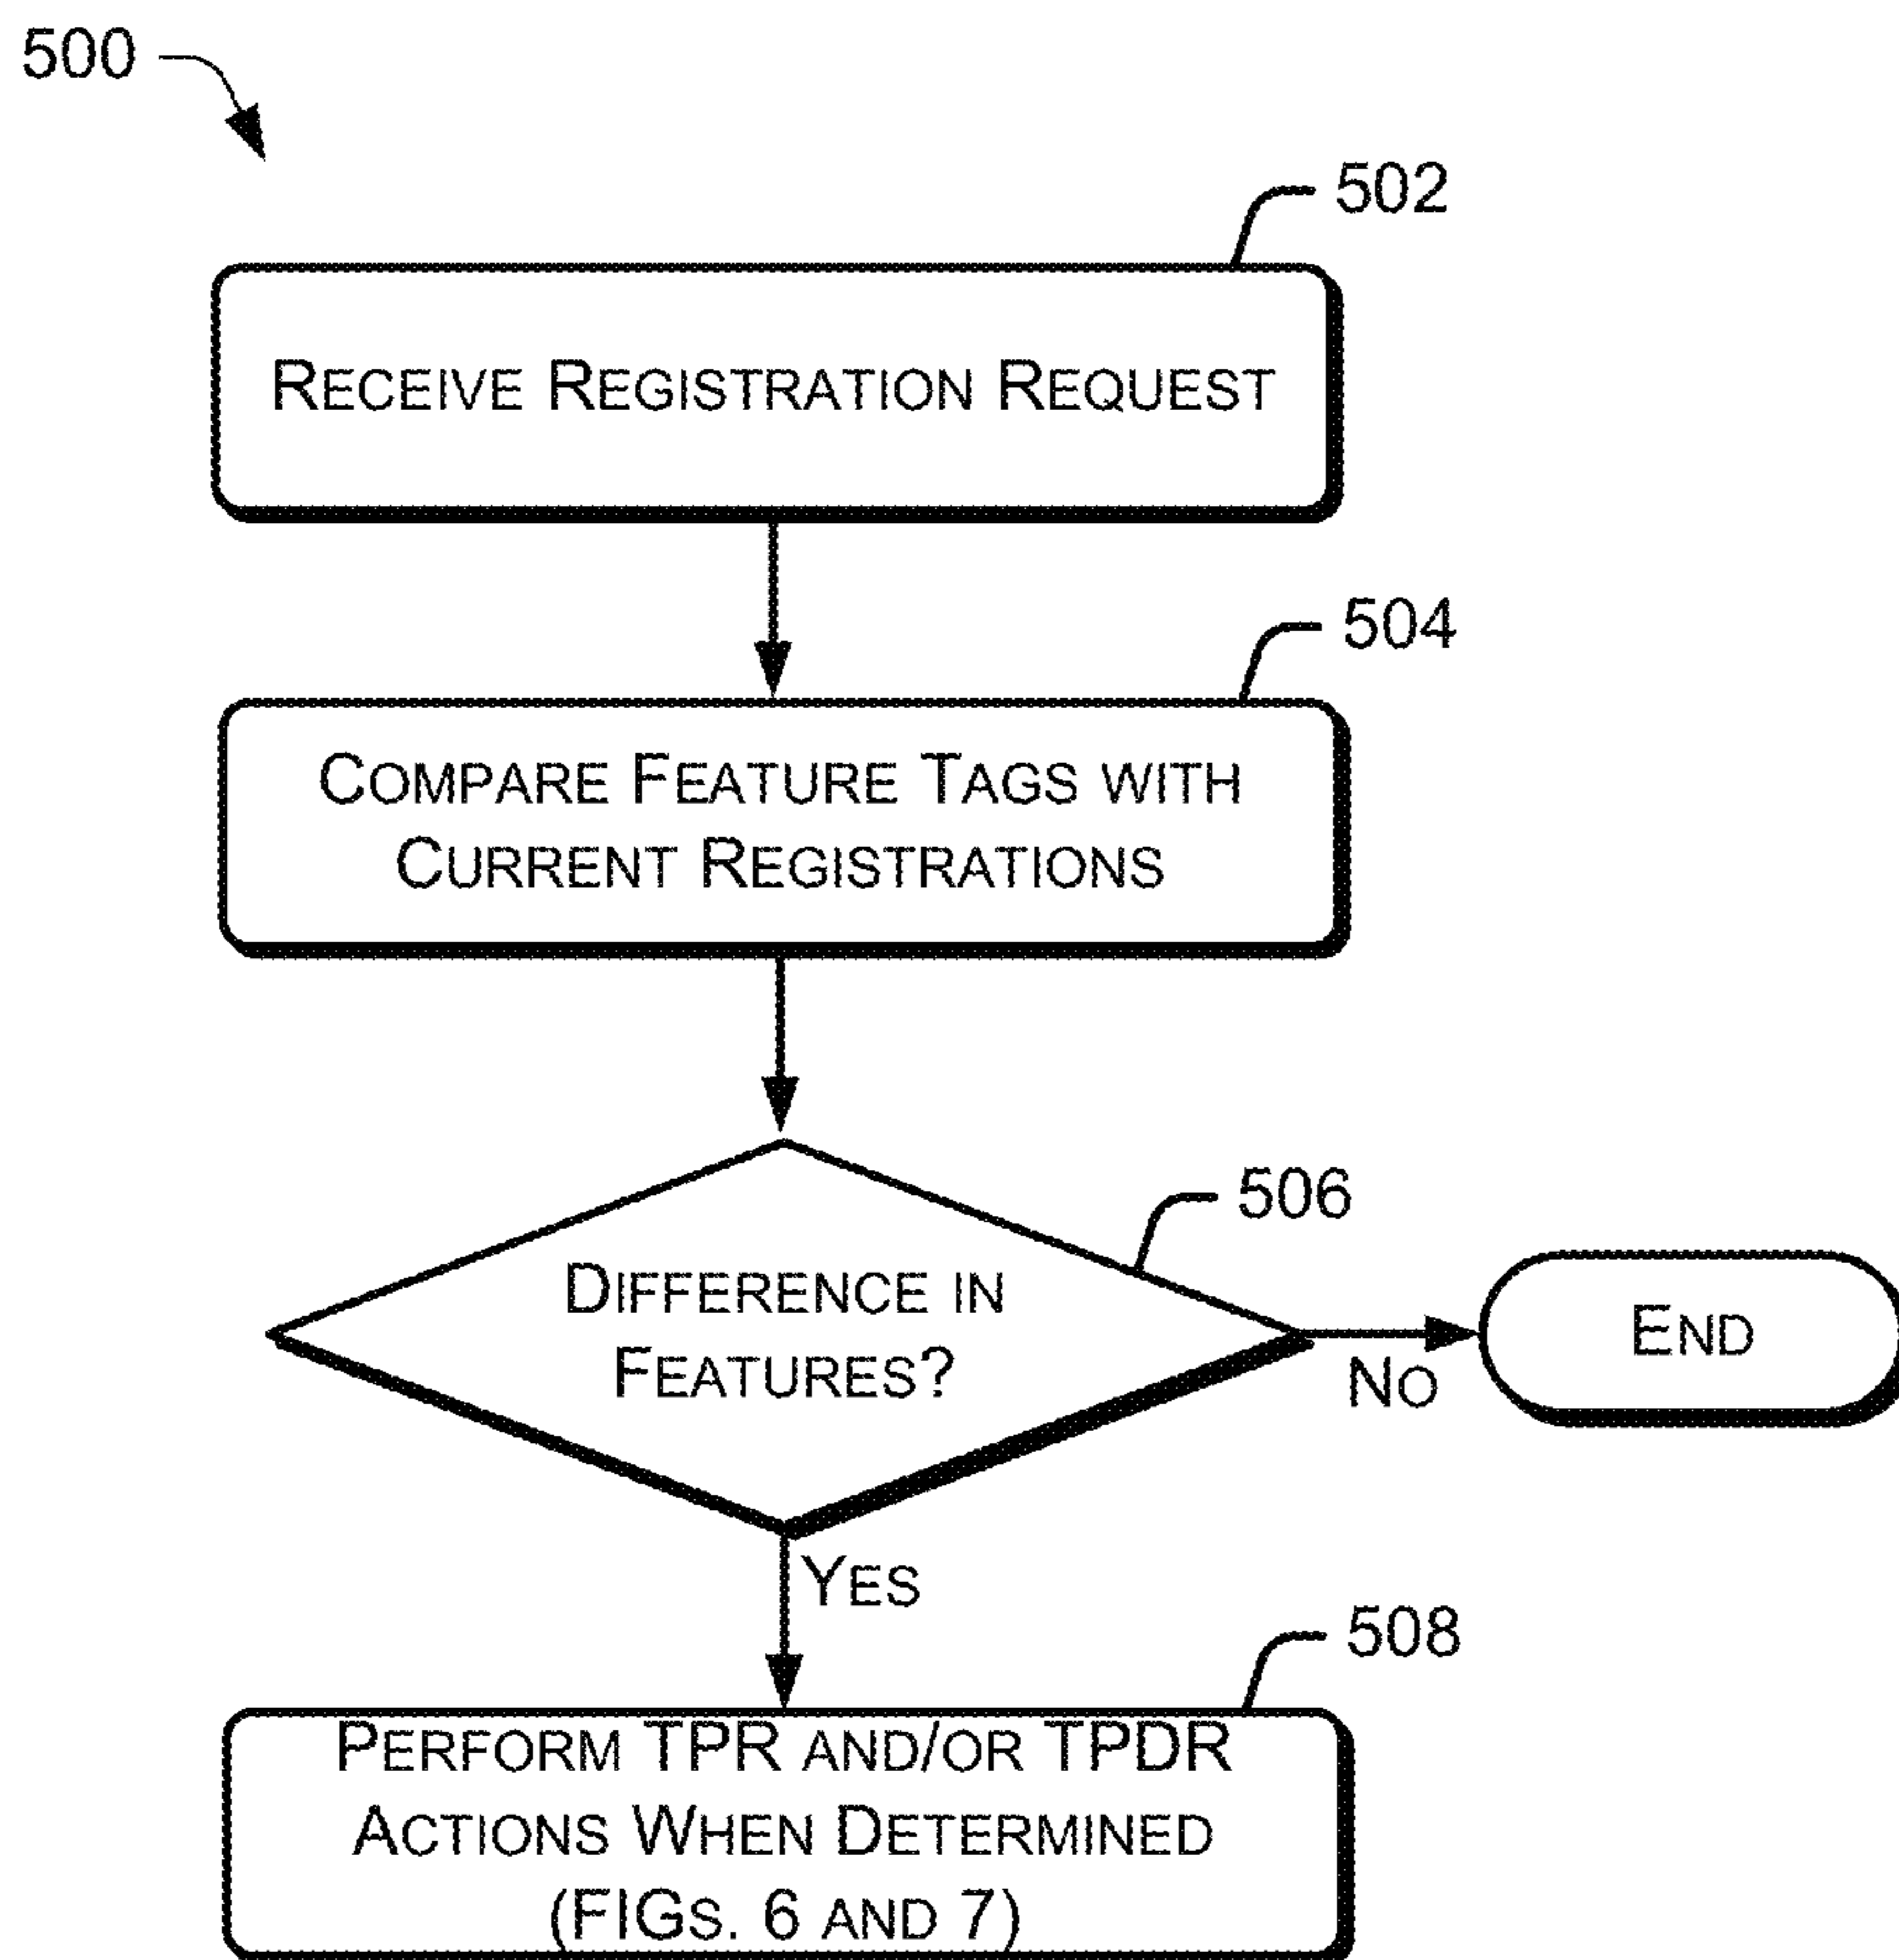 500
502
RECEIVE REGISTRATION REQUEST
504
COMPARE FEATURE TAGS WITH
CURRENT REGISTRATIONS
506
DIFFERENCE IN
FEATURES?
END
NO
YES
508
PERFORM TPR AND/OR TPDR
ACTIONS WHEN DETERMINED
(FIGS. 6 AND 7)